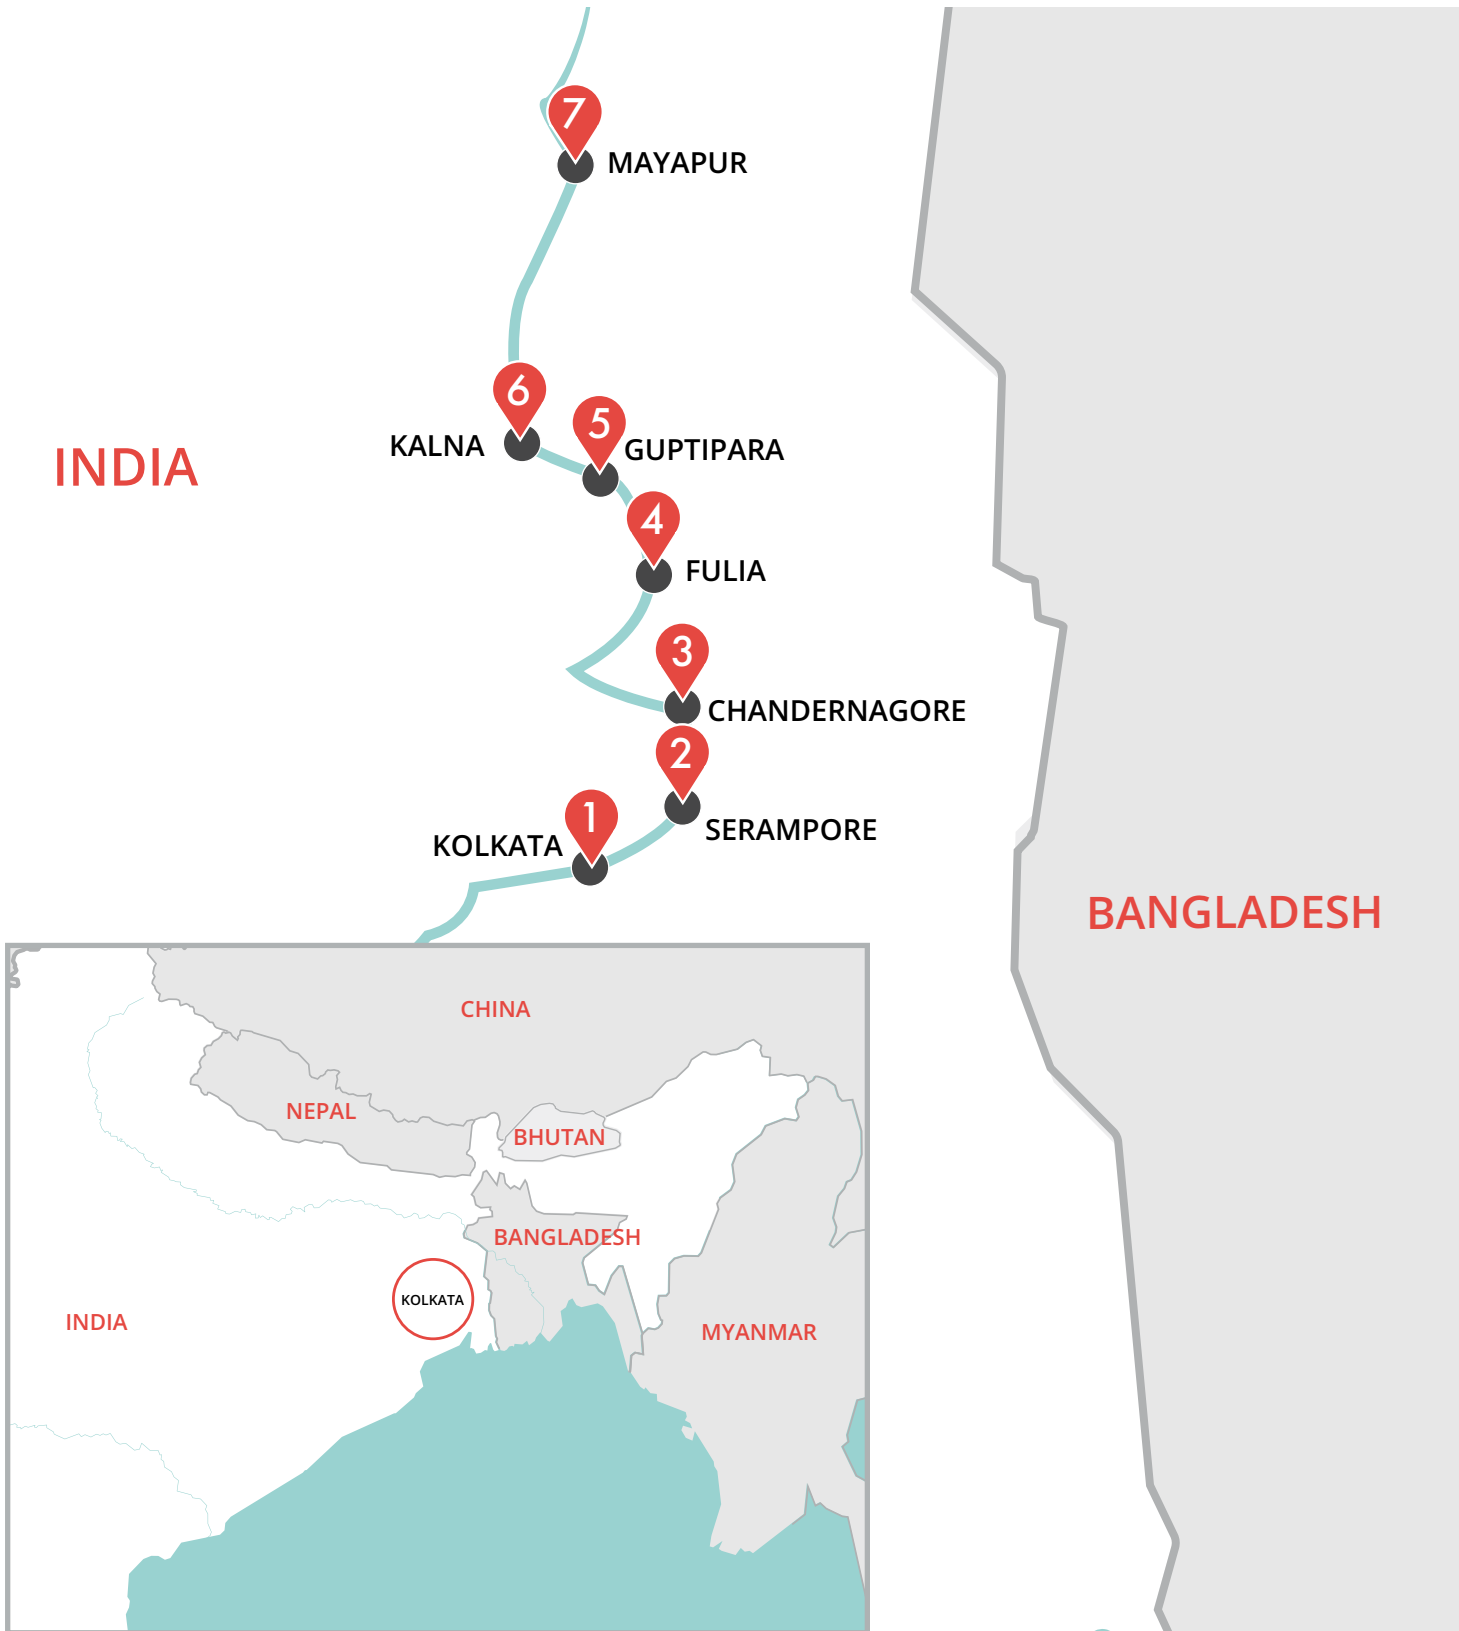 7
MAYAPUR
6
KALNA
5
GUPTIPARA
INDIA
4
FULIA
3
CHANDERNAGORE
2
SERAMPORE
1
KOLKATA
BANGLADESH
CHINA
NEPAL
BHUTAN
BANGLADESH
KOLKATA
INDIA
MYANMAR